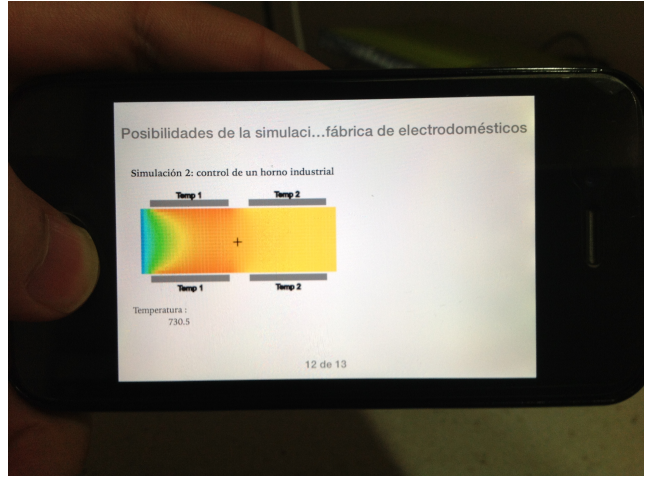 Posibilidades de la simulaci...fábrica de electrodomésticos
Simulación 2: control de un horno industrial
Temp 1
Temp 2
Temp 1
Temp 2
Temperatura :
730.5
12 de 13